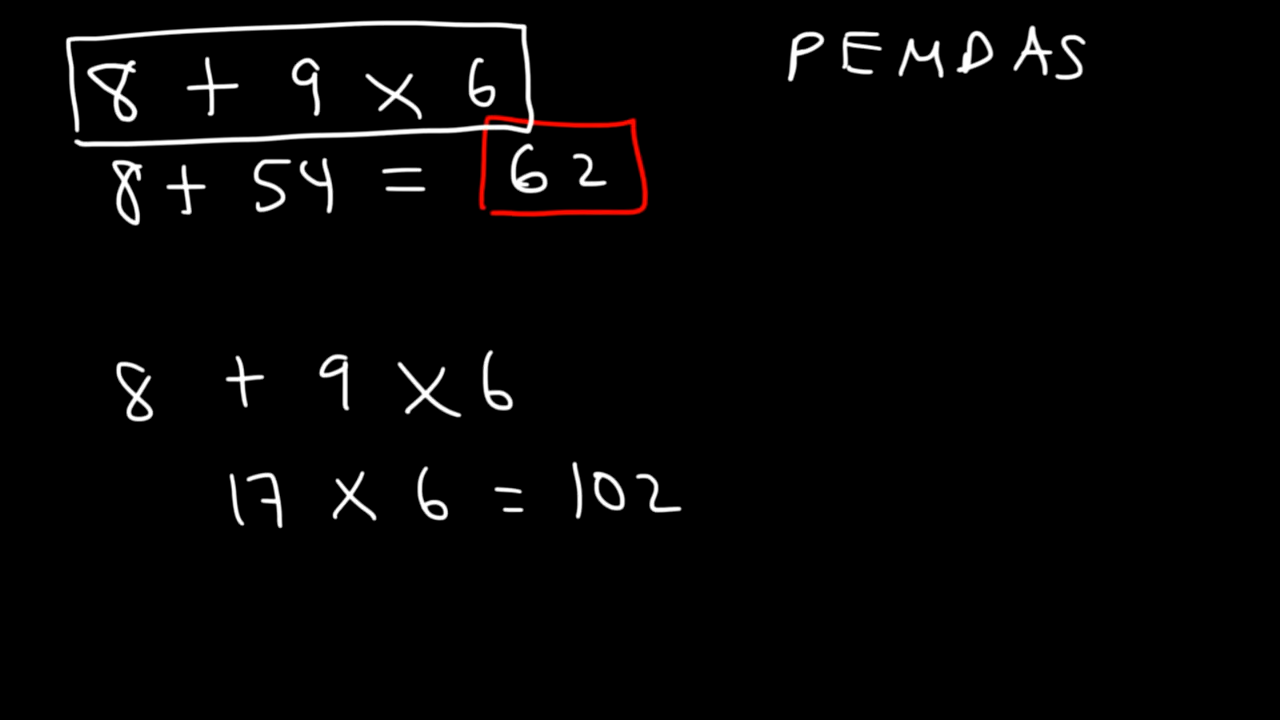 8 + 9 x 6
PEMDAS
8 + 54 = 62
8 + 9 x 6
17 x 6 = 102